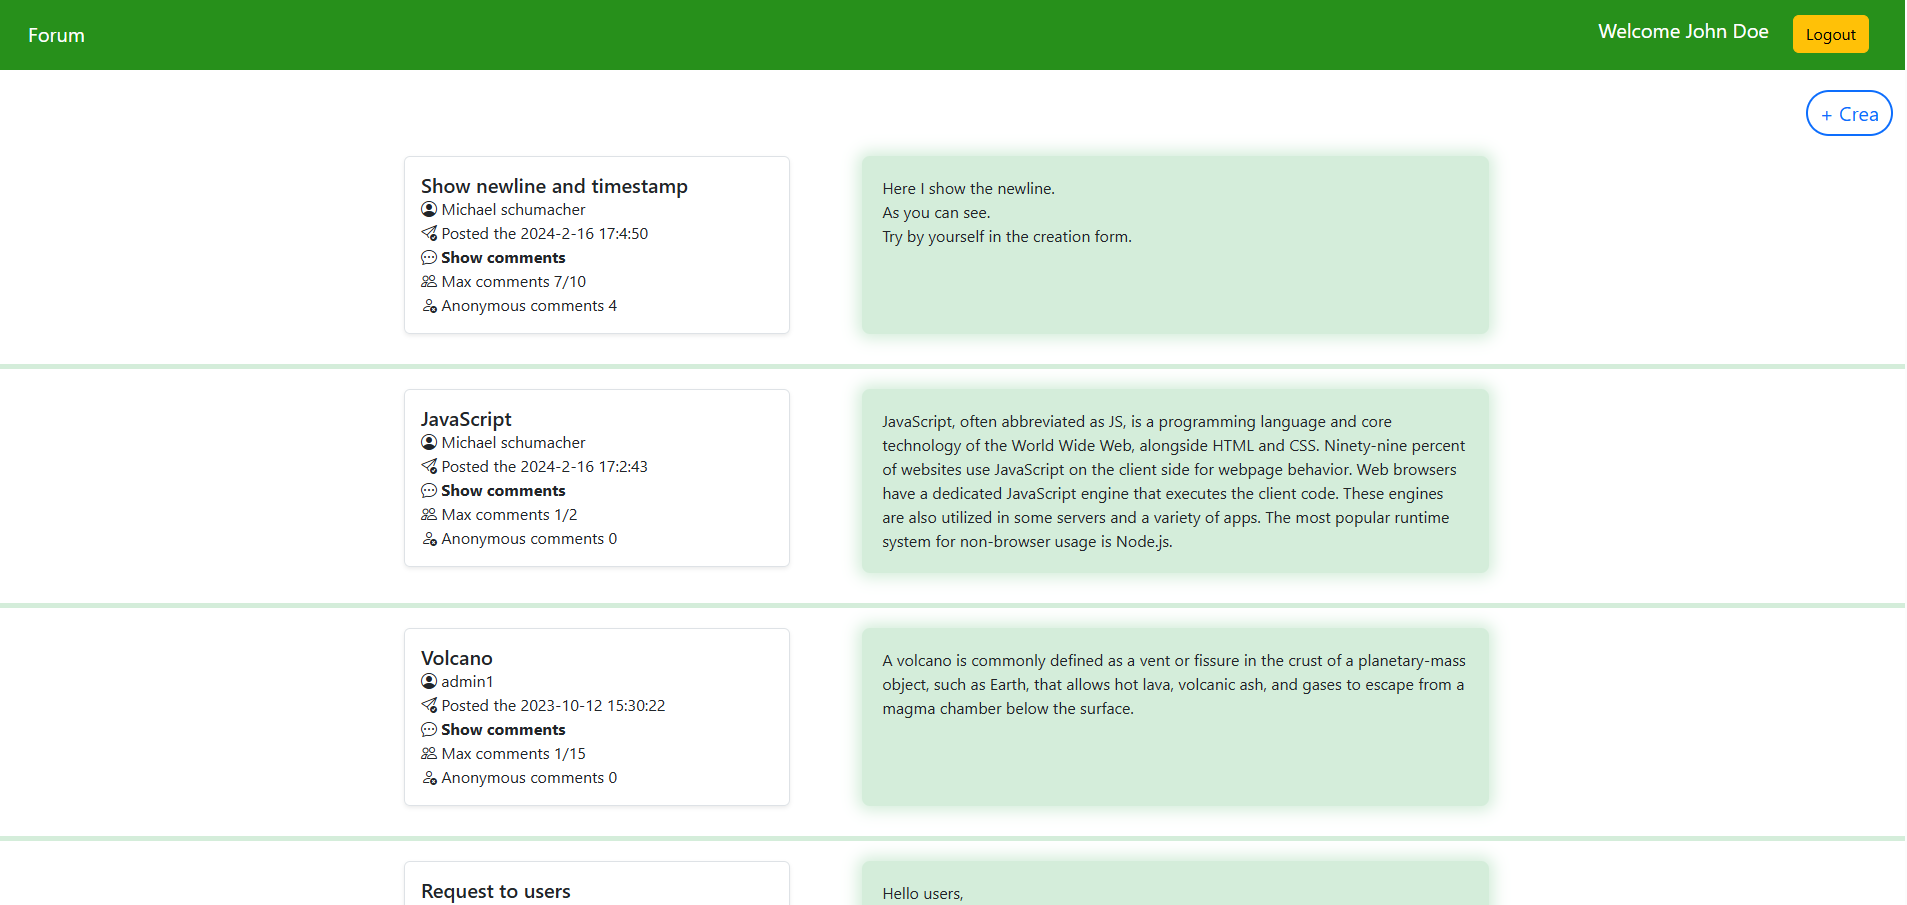 Forum
Welcome John Doe
Logout
+ Crea
Show newline and timestamp
Michael schumacher
Posted the 2024-2-16 17:4:50
Show comments
Max comments 7/10
Anonymous comments 4
Here I show the newline.
As you can see.
Try by yourself in the creation form.
JavaScript
Michael schumacher
Posted the 2024-2-16 17:2:43
Show comments
Max comments 1/2
Anonymous comments 0
JavaScript, often abbreviated as JS, is a programming language and core
technology of the World Wide Web, alongside HTML and CSS. Ninety-nine percent
of websites use JavaScript on the client side for webpage behavior. Web browsers
have a dedicated JavaScript engine that executes the client code. These engines
are also utilized in some servers and a variety of apps. The most popular runtime
system for non-browser usage is Node.js.
Volcano
admin1
Posted the 2023-10-12 15:30:22
Show comments
Max comments 1/15
Anonymous comments 0
A volcano is commonly defined as a vent or fissure in the crust of a planetary-mass
object, such as Earth, that allows hot lava, volcanic ash, and gases to escape from a
magma chamber below the surface.
Request to users
Hello users,